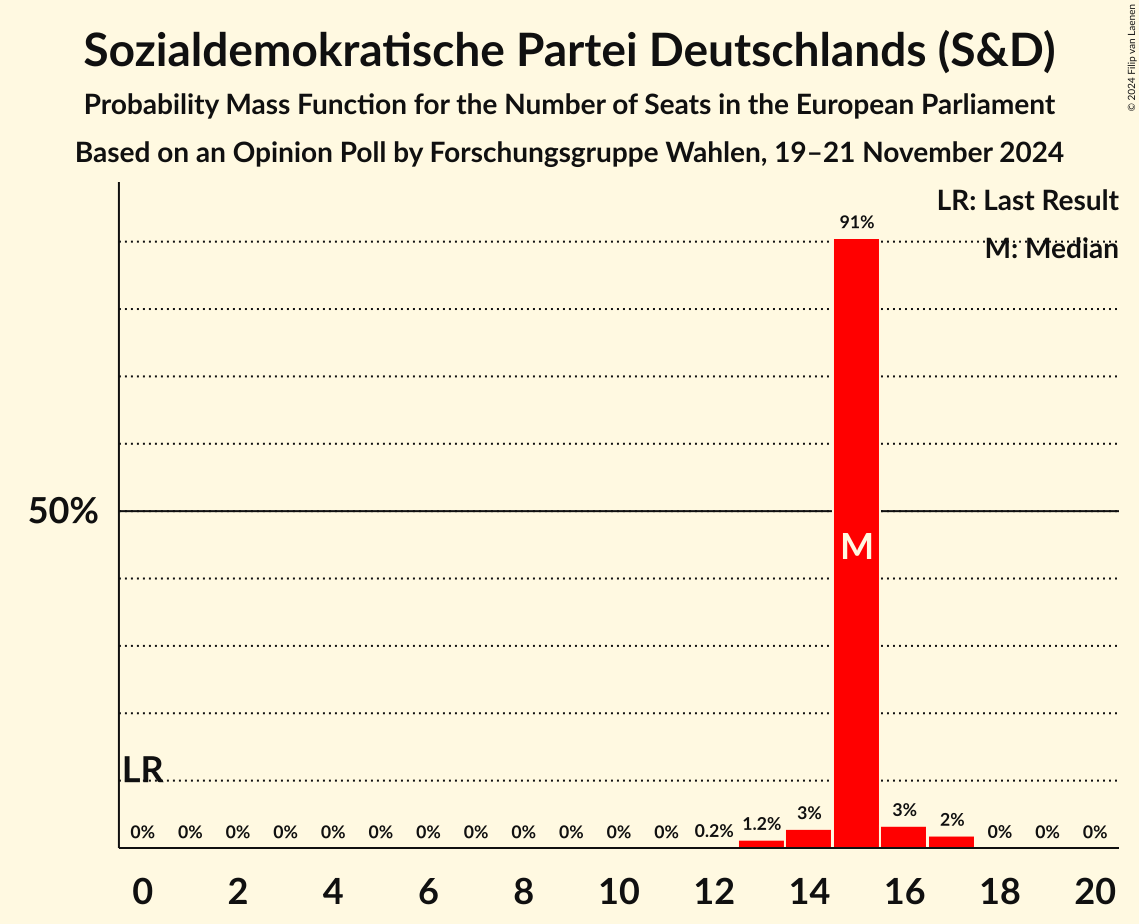 Sozialdemokratische Partei Deutschlands (S&D)
Probability Mass Function for the Number of Seats in the European Parliament
Based on an Opinion Poll by Forschungsgruppe Wahlen, 19–21 November 2024
© 2024 Filip van Laenen
LR: Last Result
M: Median
91%
50%
M
LR
0% 0% 0% 0% 0% 0% 0% 0% 0% 0% 0% 0% 0.2% 1.2% 3% 3% 2% 0% 0% 0%
0 2 4 6 8 10 12 14 16 18 20